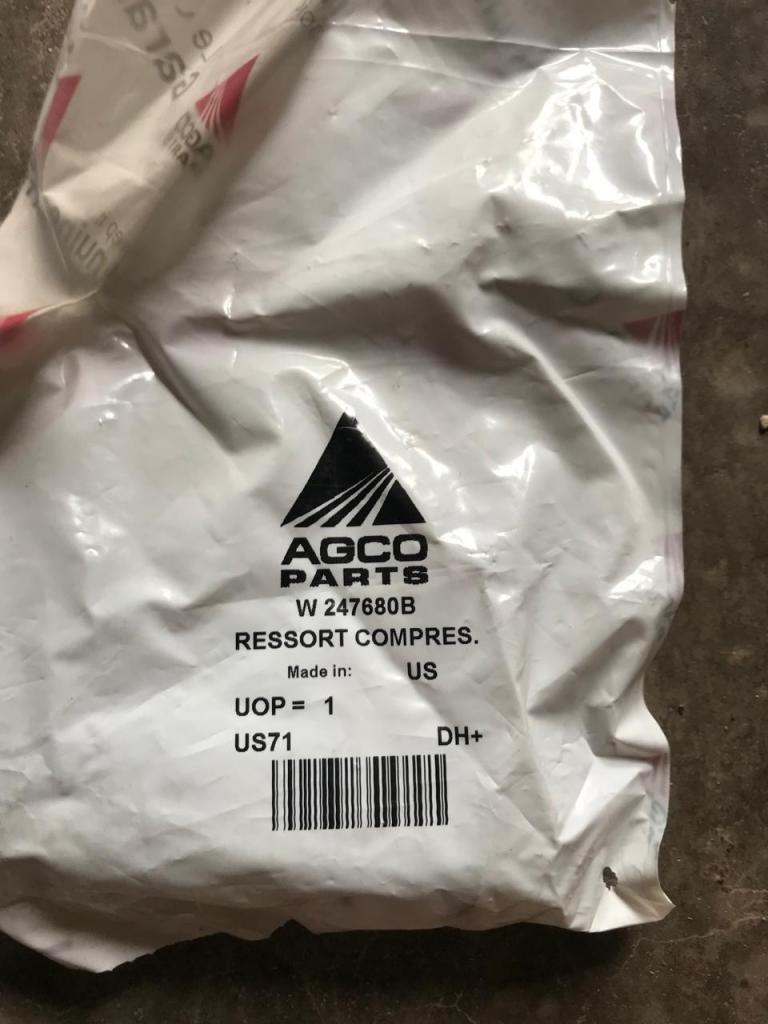 AGCO
PARTS
W 247680B
RESSORT COMPRES.
Made in: US
UOP = 1
US71 DH+